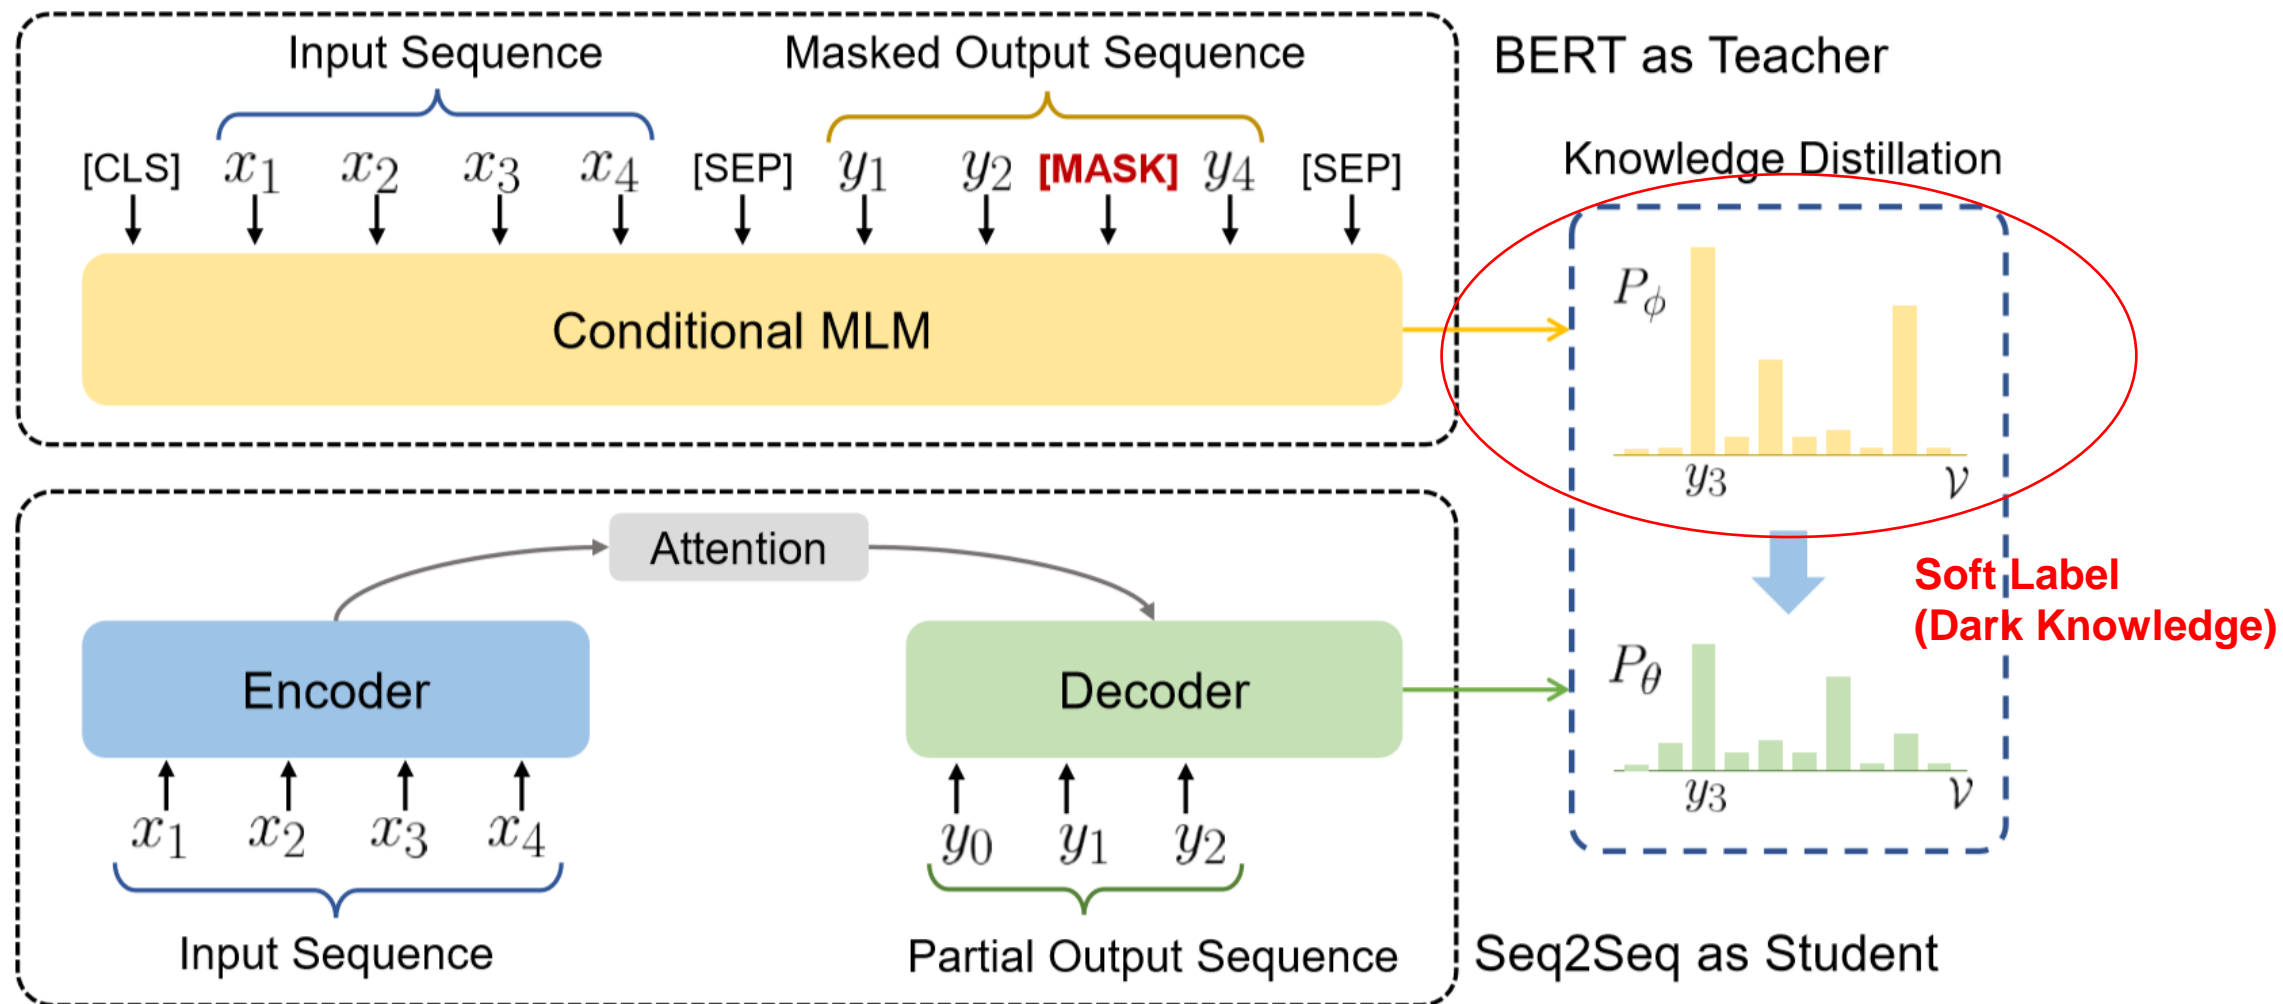 Input Sequence
Masked Output Sequence
BERT as Teacher
[CLS] x1 x2 x3 x4 [SEP] y1 y2 [MASK] y4 [SEP]
Knowledge Distillation
Conditional MLM
Pϕ
y3 𝒱
Attention
Soft Label
(Dark Knowledge)
Encoder
Decoder
Pθ
y3 𝒱
x1 x2 x3 x4
y0 y1 y2
Input Sequence
Partial Output Sequence
Seq2Seq as Student